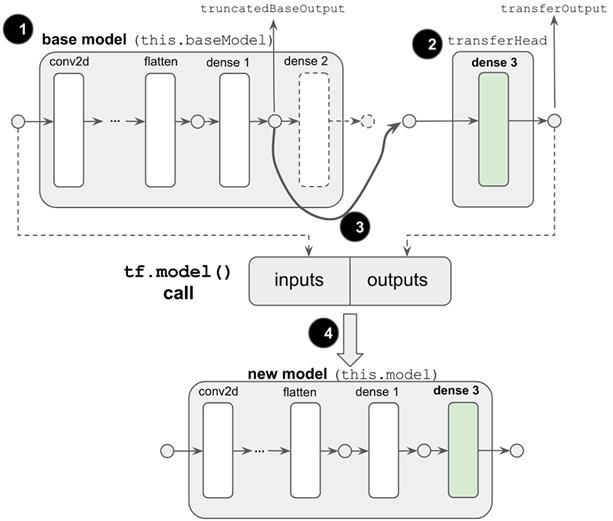 truncatedBaseOutput
transferOutput
1
base model (this.baseModel)
2
transferHead
conv2d
flatten
dense 1
dense 2
dense 3
...
3
tf.model()
call
inputs
outputs
4
new model (this.model)
conv2d
flatten
dense 1
dense 3
...